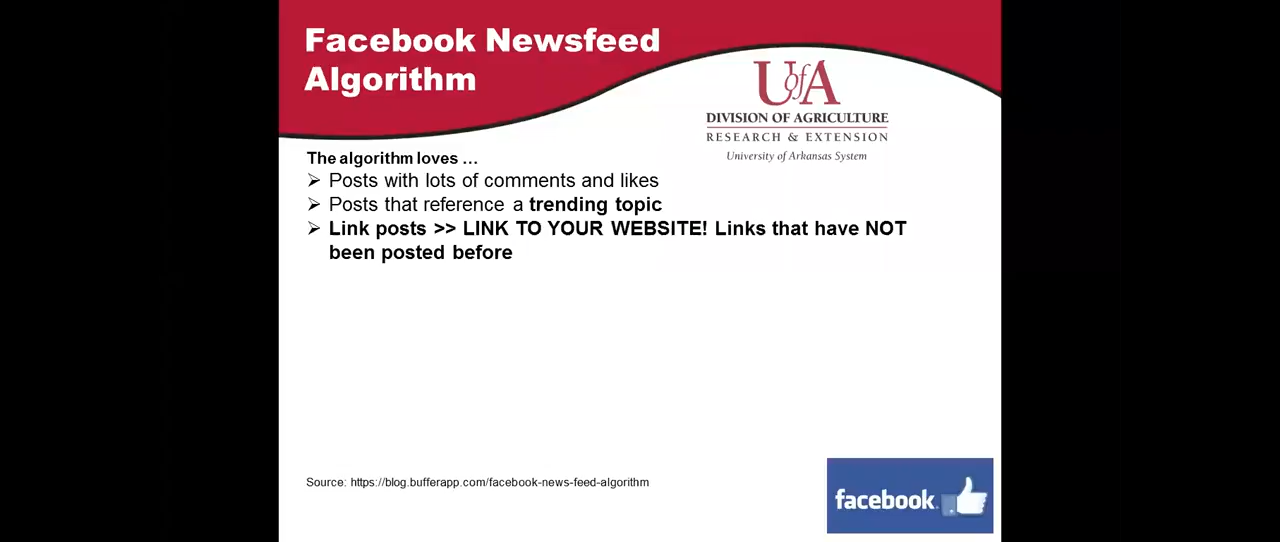 Facebook Newsfeed
Algorithm
UofA
DIVISION OF AGRICULTURE
RESEARCH & EXTENSION
University of Arkansas System
The algorithm loves …
➢ Posts with lots of comments and likes
➢ Posts that reference a trending topic
➢ Link posts >> LINK TO YOUR WEBSITE! Links that have NOT
been posted before
Source: https://blog.bufferapp.com/facebook-news-feed-algorithm
facebook